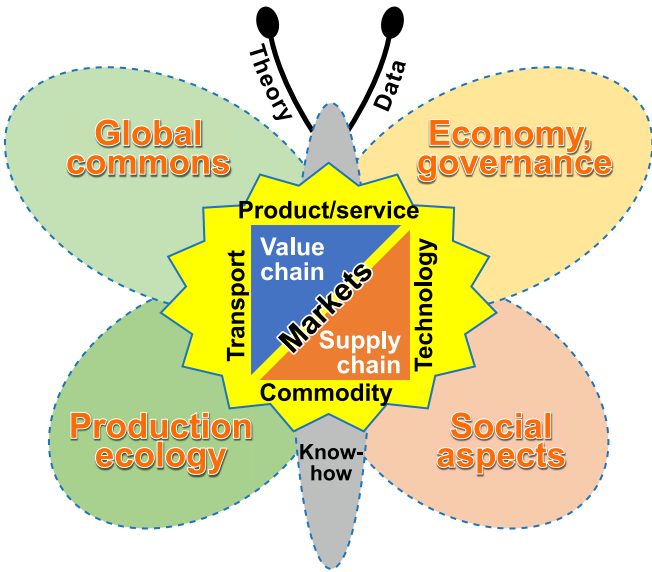 Theory
Data
Global
commons
Economy,
governance
Product/service
Value
chain
Transport
Markets
Technology
Supply
chain
Commodity
Production
ecology
Know-
how
Social
aspects